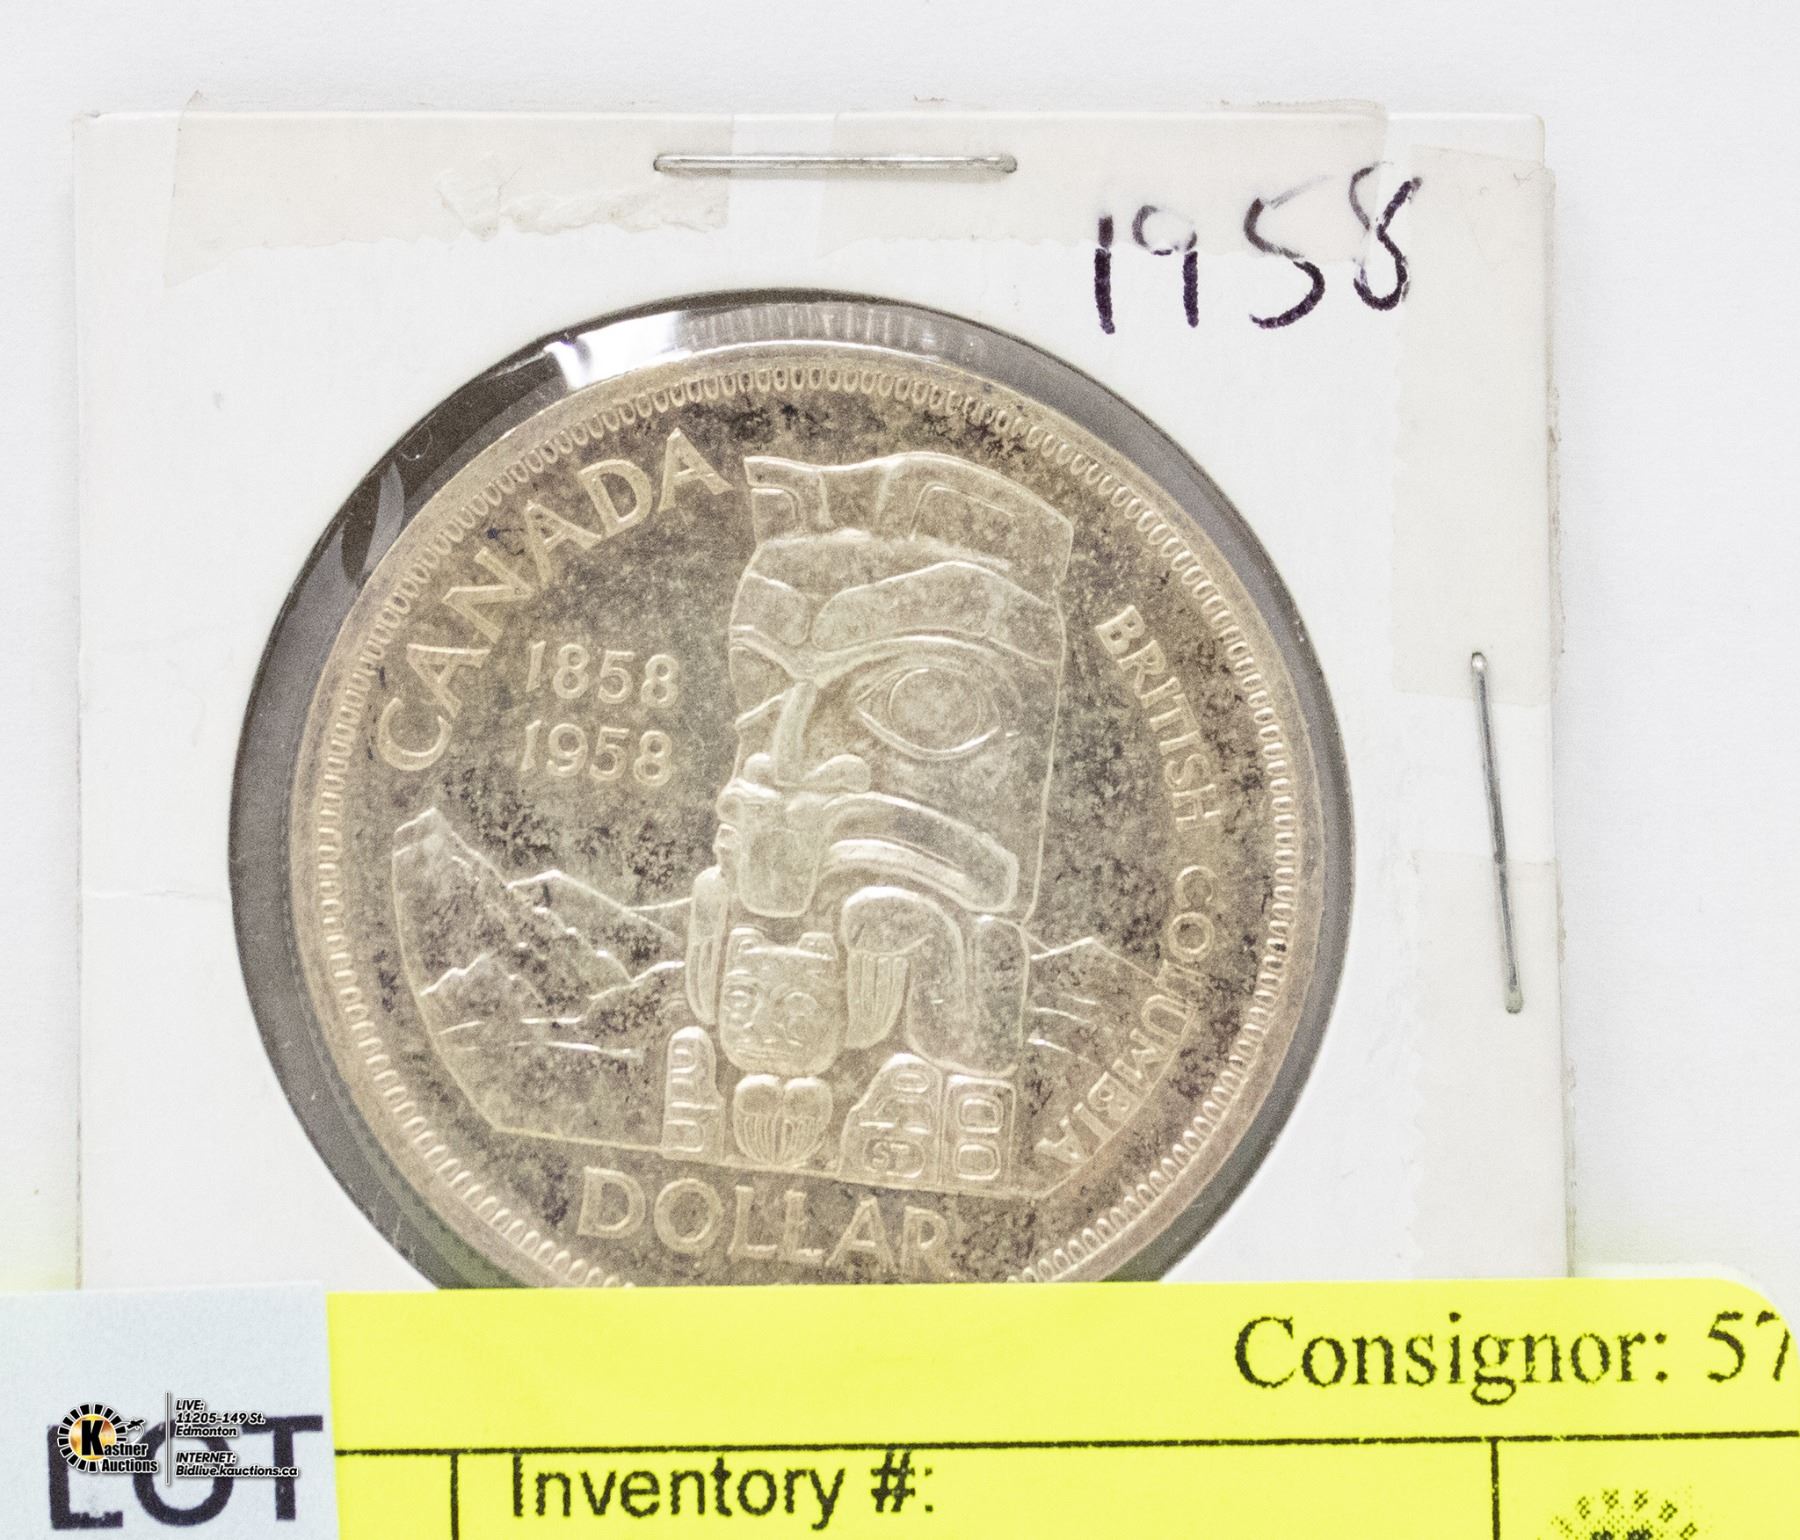 1958
CANADA
1858
1958
BRITISH COLUMBIA
ST
DOLLAR
Consignor: 57
LOT
Inventory #:
Kastner
Auctions
LIVE:
11205-149 St.
Edmonton
INTERNET:
Bidlive.kauctions.ca